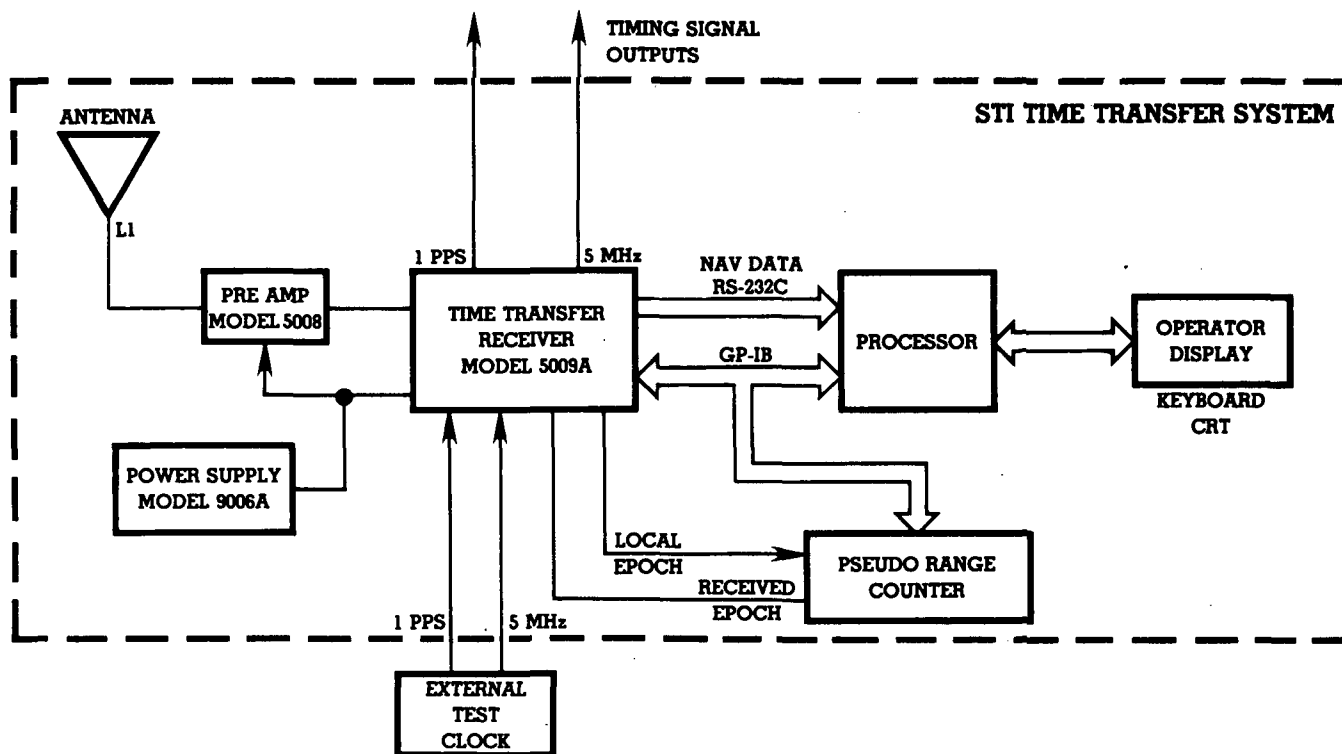 TIMING SIGNAL
OUTPUTS
STI TIME TRANSFER SYSTEM
ANTENNA
L1
1 PPS
5 MHz
PRE AMP
MODEL 5008
TIME TRANSFER
RECEIVER
MODEL 5009A
NAV DATA
RS-232C
GP-IB
PROCESSOR
OPERATOR
DISPLAY
KEYBOARD
CRT
POWER SUPPLY
MODEL 9006A
LOCAL
EPOCH
RECEIVED
EPOCH
PSEUDO RANGE
COUNTER
1 PPS
5 MHz
EXTERNAL
TEST
CLOCK